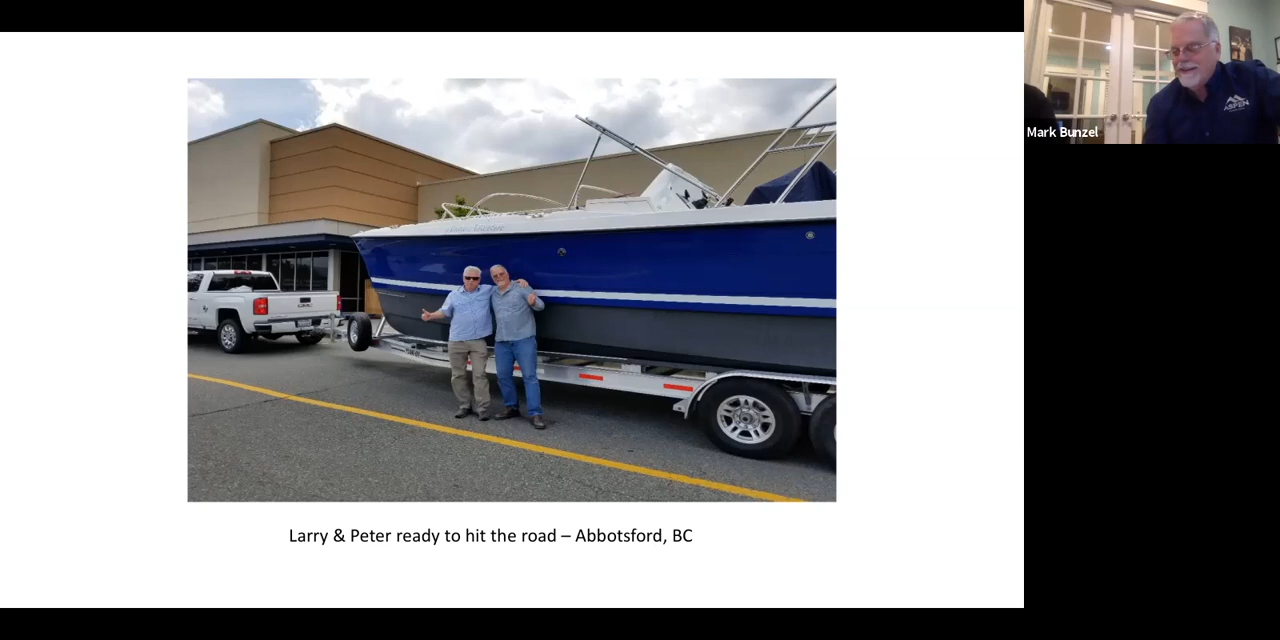 Larry & Peter ready to hit the road – Abbotsford, BC
Mark Bunzel
ASPEN